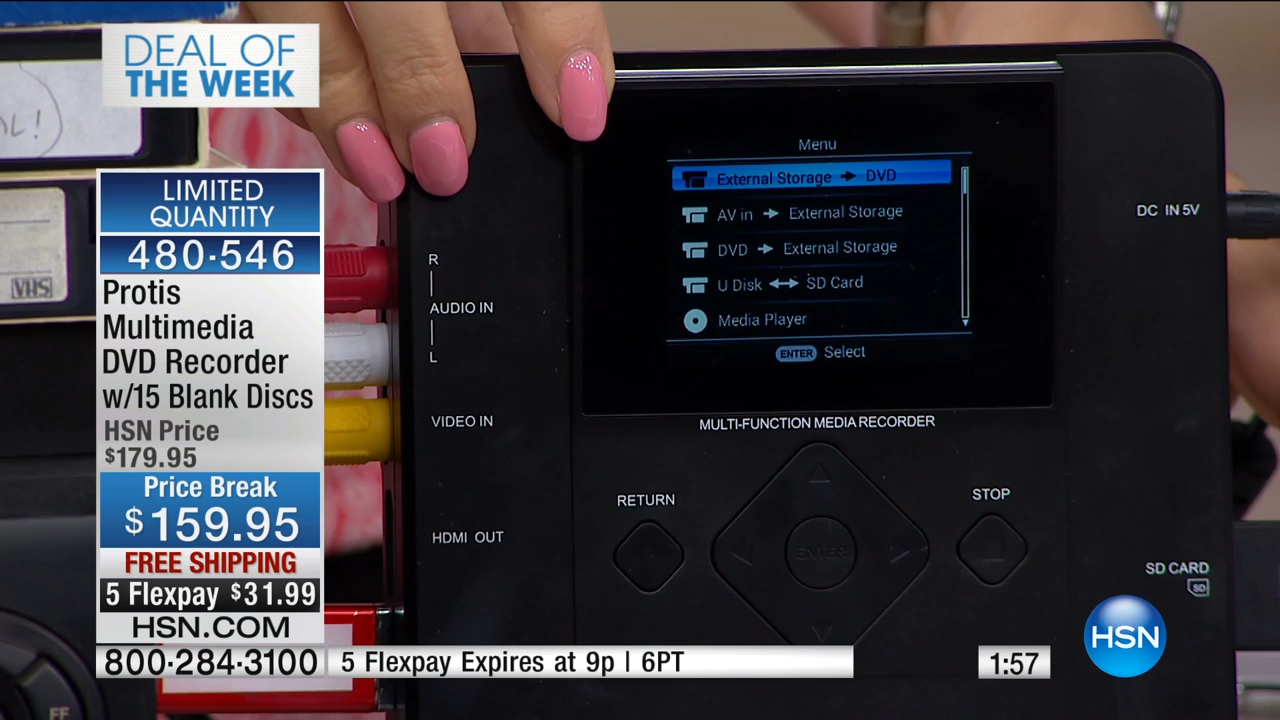 DEAL OF
THE WEEK
LIMITED
QUANTITY
480-546
Protis
Multimedia
DVD Recorder
w/15 Blank Discs
HSN Price
$179.95
Price Break
$159.95
FREE SHIPPING
5 Flexpay $31.99
HSN.COM
800-284-3100
5 Flexpay Expires at 9p | 6PT
1:57
HSN
VHS
FF
R
AUDIO IN
L
VIDEO IN
HDMI OUT
Menu
External Storage → DVD
AV in → External Storage
DVD → External Storage
U Disk ↔ SD Card
Media Player
ENTER Select
MULTI-FUNCTION MEDIA RECORDER
RETURN
ENTER
STOP
DC IN 5V
SD CARD
SD